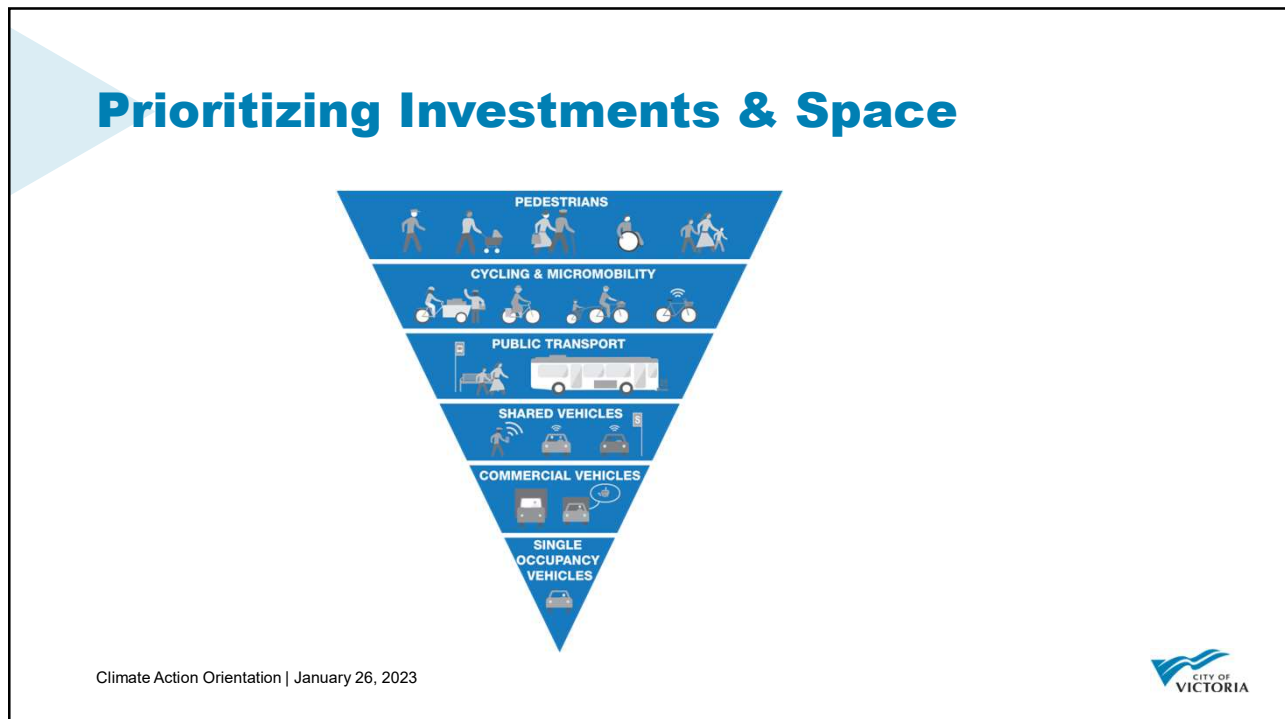 Prioritizing Investments & Space
PEDESTRIANS
CYCLING & MICROMOBILITY
PUBLIC TRANSPORT
SHARED VEHICLES
S
COMMERCIAL VEHICLES
SINGLE
OCCUPANCY
VEHICLES
Climate Action Orientation | January 26, 2023
CITY OF
VICTORIA